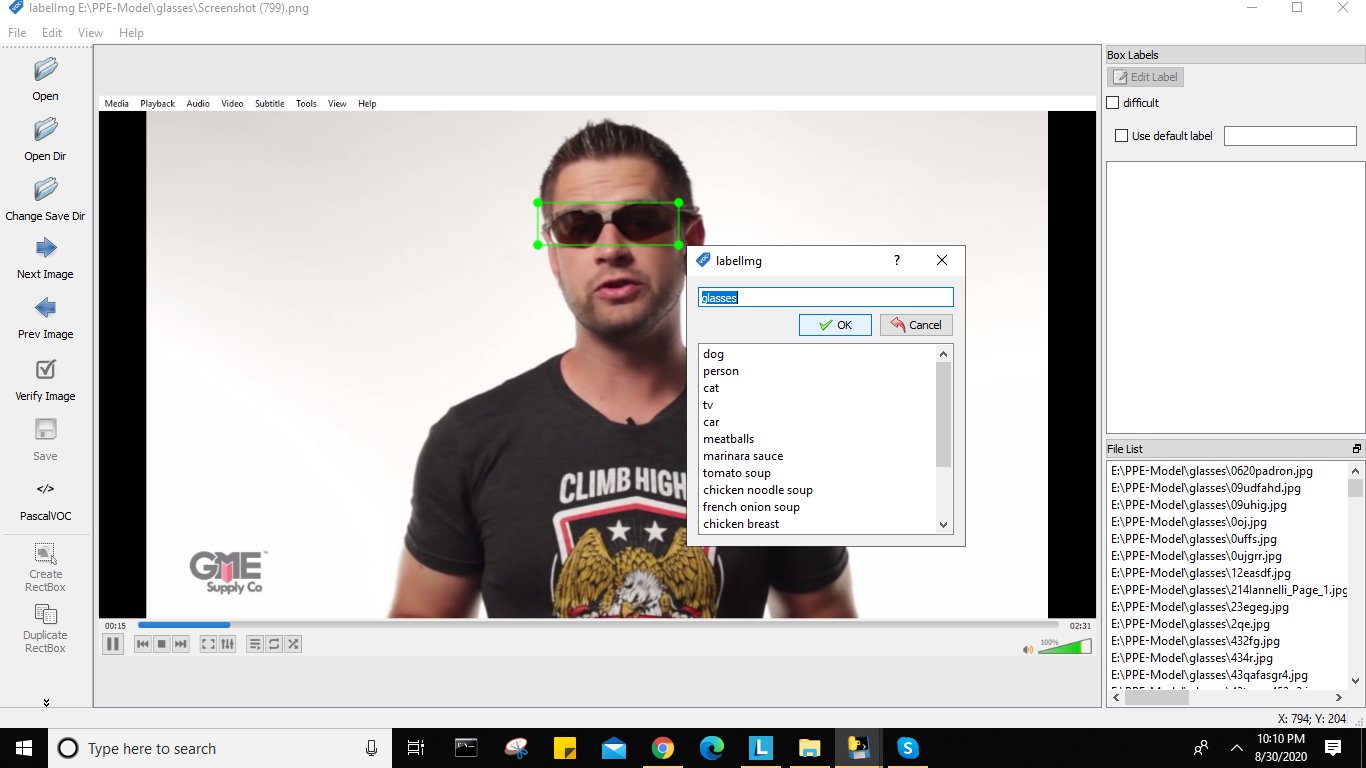 labelImg E:\PPE-Model\glasses\Screenshot (799).png
File Edit View Help
Open
Open Dir
Change Save Dir
Next Image
Prev Image
Verify Image
Save
</>
PascalVOC
Create
RectBox
Duplicate
RectBox
Media Playback Audio Video Subtitle Tools View Help
CLIMB HIGH
GME
Supply Co
™
00:15
02:31
100%
labelImg
?
glasses
OK
Cancel
dog
person
cat
tv
car
meatballs
marinara sauce
tomato soup
chicken noodle soup
french onion soup
chicken breast
Box Labels
Edit Label
difficult
Use default label
File List
E:\PPE-Model\glasses\0620padron.jpg
E:\PPE-Model\glasses\09udfahd.jpg
E:\PPE-Model\glasses\09uhig.jpg
E:\PPE-Model\glasses\0oj.jpg
E:\PPE-Model\glasses\0uffs.jpg
E:\PPE-Model\glasses\0ujgrr.jpg
E:\PPE-Model\glasses\12easdf.jpg
E:\PPE-Model\glasses\214Iannelli_Page_1.jpg
E:\PPE-Model\glasses\23egeg.jpg
E:\PPE-Model\glasses\2qe.jpg
E:\PPE-Model\glasses\432fg.jpg
E:\PPE-Model\glasses\434r.jpg
E:\PPE-Model\glasses\43qafasgr4.jpg
X: 794; Y: 204
Type here to search
L
S
10:10 PM
8/30/2020